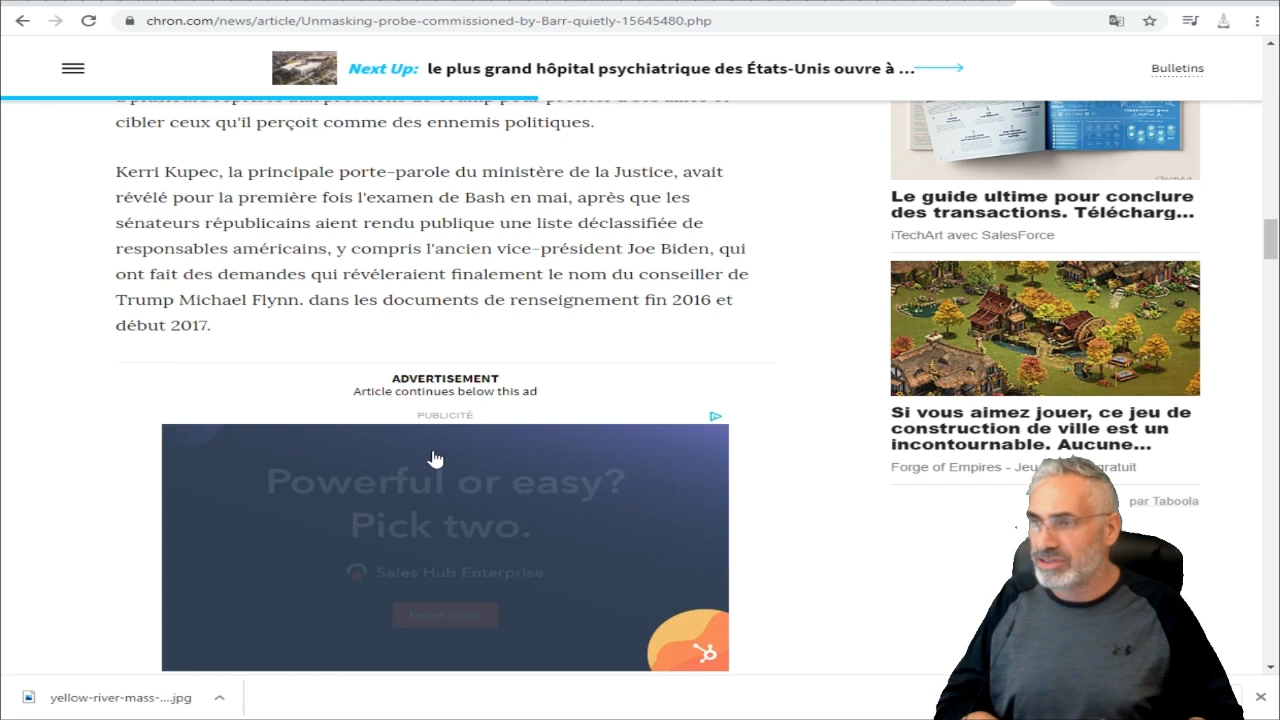 chron.com/news/article/Unmasking-probe-commissioned-by-Barr-quietly-15645480.php
Next Up: le plus grand hôpital psychiatrique des États-Unis ouvre à ...
Bulletins
cibler ceux qu'il perçoit comme des ennemis politiques.
Kerri Kupec, la principale porte-parole du ministère de la Justice, avait
révélé pour la première fois l'examen de Bash en mai, après que les
sénateurs républicains aient rendu publique une liste déclassifiée de
responsables américains, y compris l'ancien vice-président Joe Biden, qui
ont fait des demandes qui révéleraient finalement le nom du conseiller de
Trump Michael Flynn. dans les documents de renseignement fin 2016 et
début 2017.
ADVERTISEMENT
Article continues below this ad
PUBLICITÉ
Powerful or easy?
Pick two.
Sales Hub Enterprise
Learn more
Le guide ultime pour conclure
des transactions. Télécharg...
iTechArt avec SalesForce
Si vous aimez jouer, ce jeu de
construction de ville est un
incontournable. Aucune...
Forge of Empires - Jeu gratuit
par Taboola
yellow-river-mass-....jpg